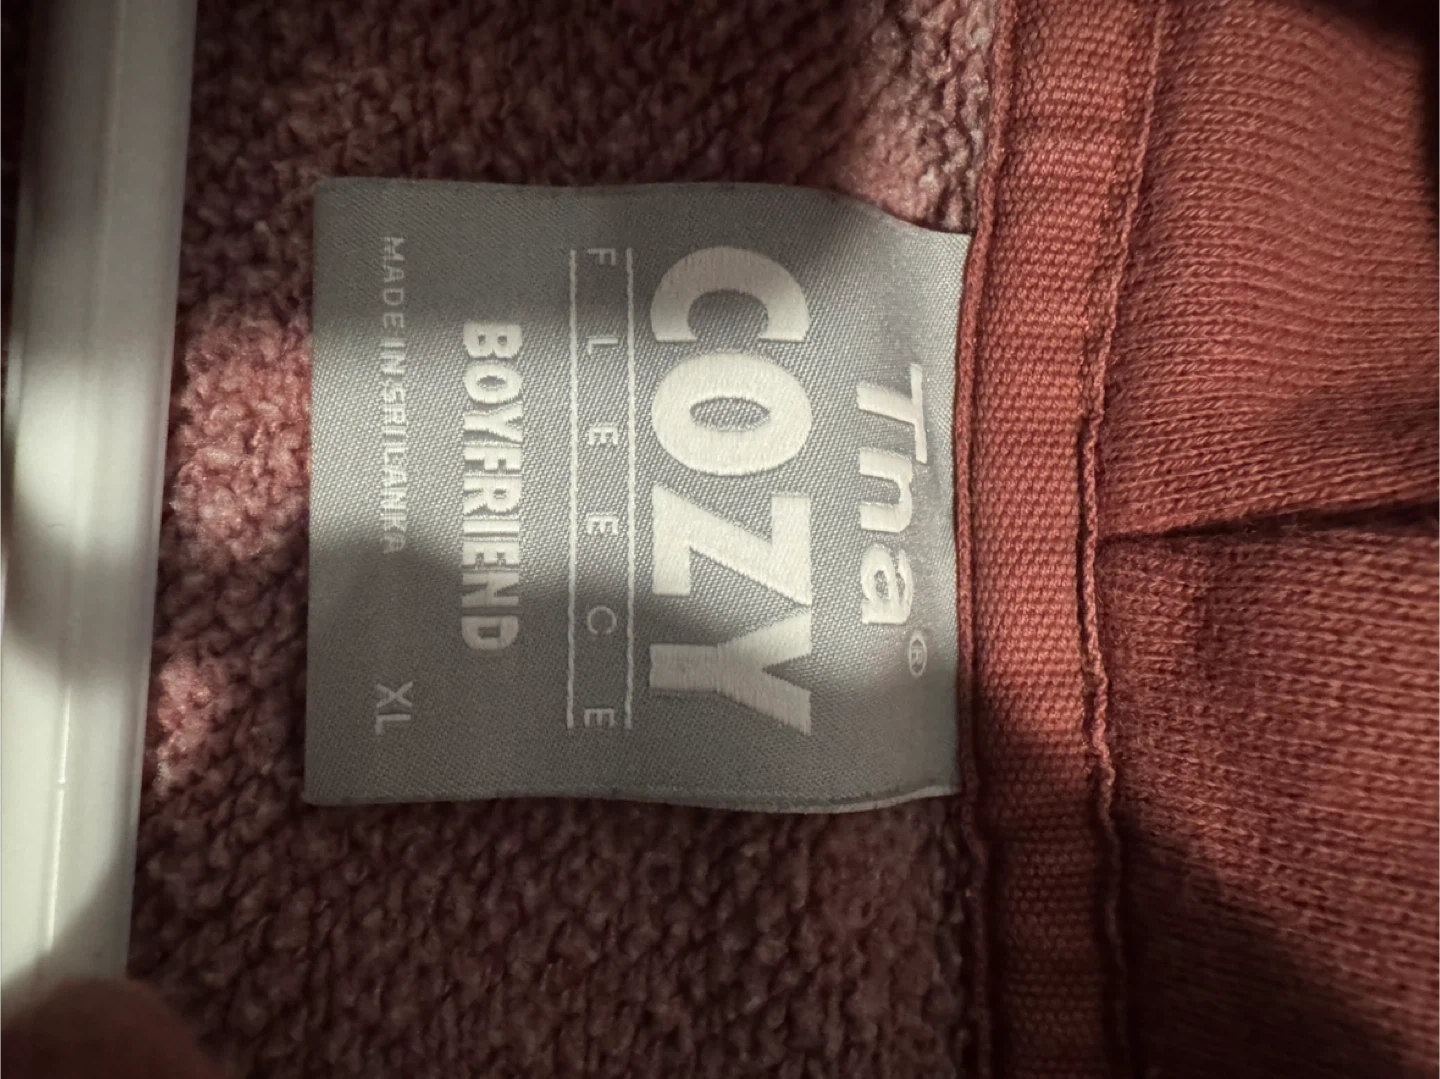 Tna®
COZY
FLEECE
BOYFRIEND
MADE IN SRI LANKA XL